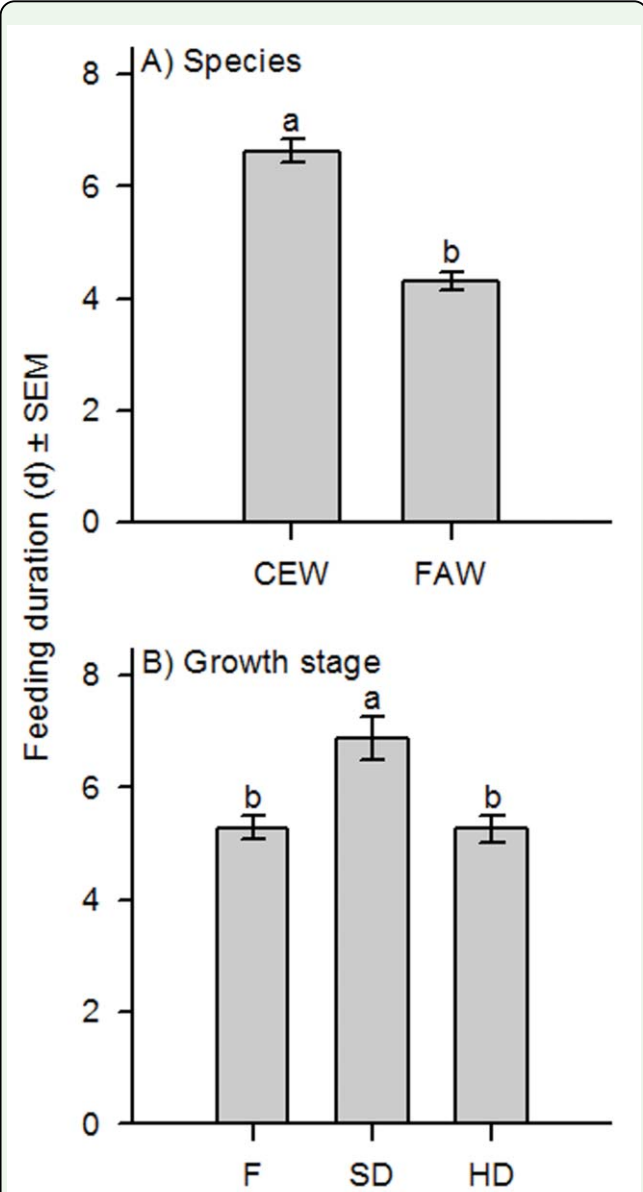 A) Species
8
a
6
b
4
2
0
CEW FAW
Feeding duration (d) ± SEM
B) Growth stage
8
a
6
b b
4
2
0
F SD HD